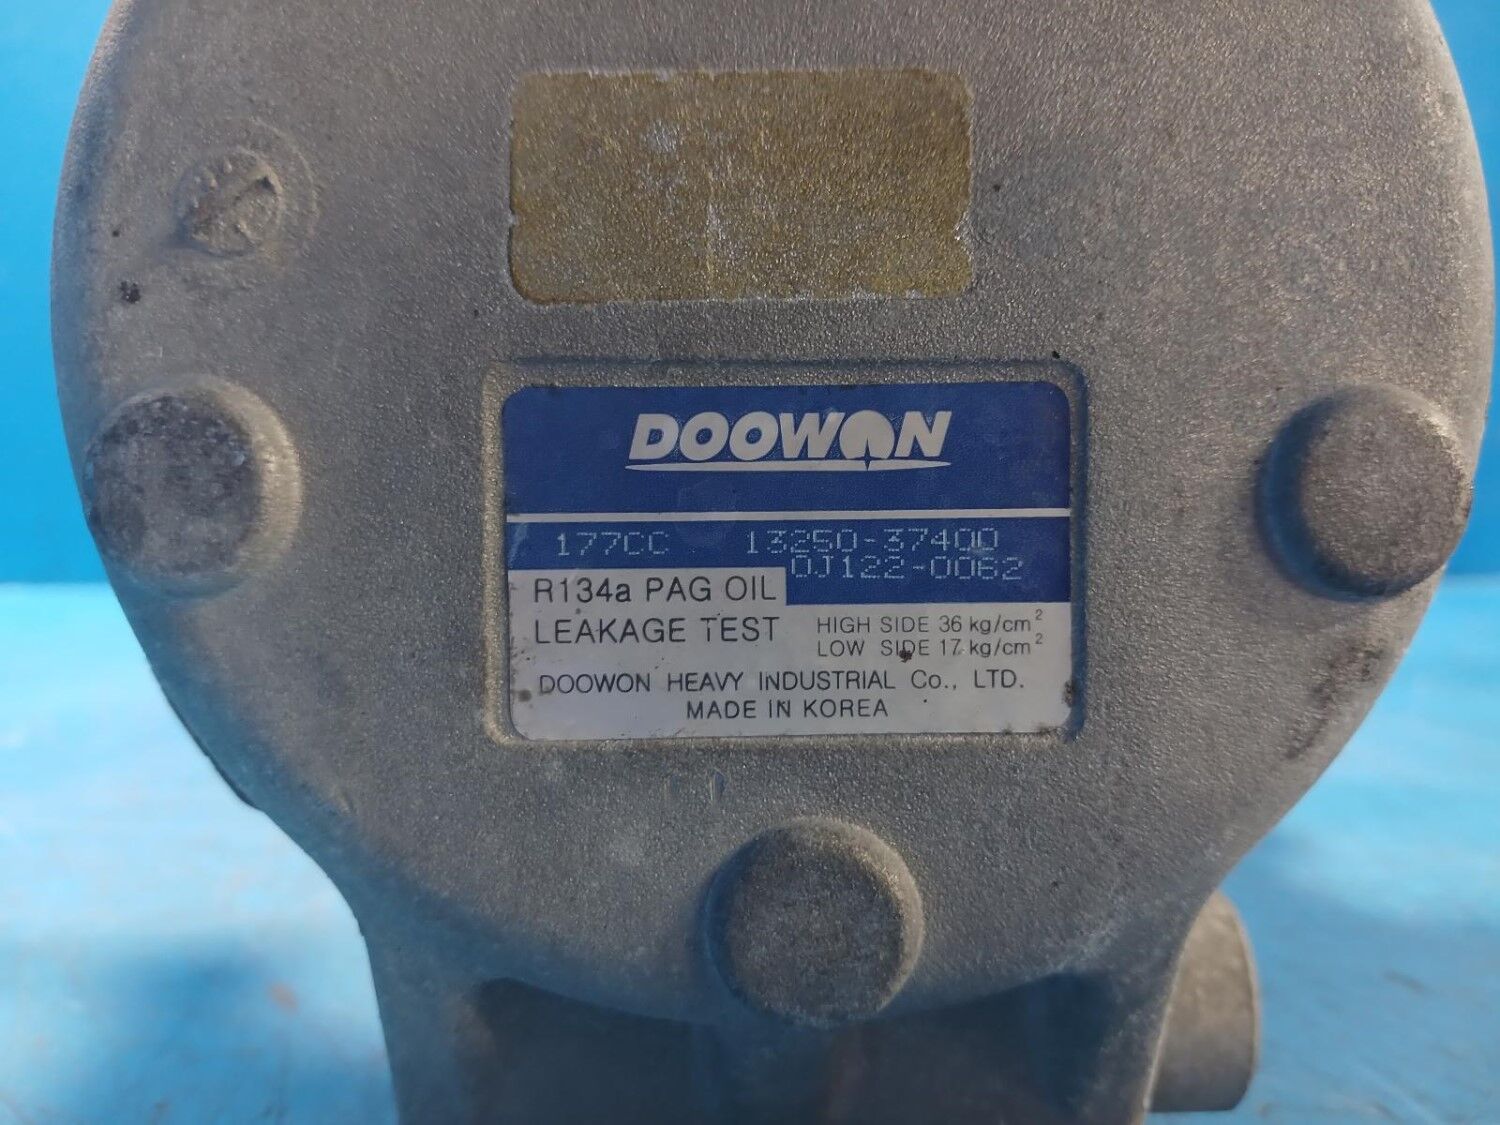 DOOWON
177CC 13250-37400
0J122-0062
R134a PAG OIL
LEAKAGE TEST HIGH SIDE 36 kg/cm²
LOW SIDE 17 kg/cm²
DOOWON HEAVY INDUSTRIAL Co., LTD.
MADE IN KOREA